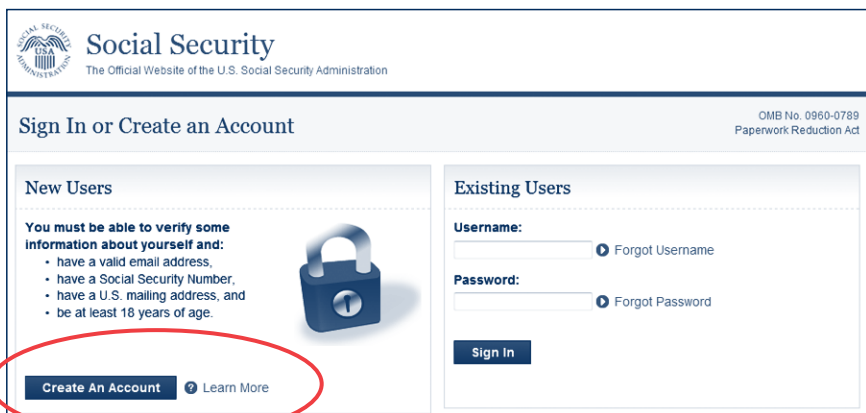 SOCIAL SECURITY
USA
ADMINISTRATION
Social Security
The Official Website of the U.S. Social Security Administration
Sign In or Create an Account
OMB No. 0960-0789
Paperwork Reduction Act
New Users
You must be able to verify some
information about yourself and:
• have a valid email address,
• have a Social Security Number,
• have a U.S. mailing address, and
• be at least 18 years of age.
Create An Account
? Learn More
Existing Users
Username:
Forgot Username
Password:
Forgot Password
Sign In